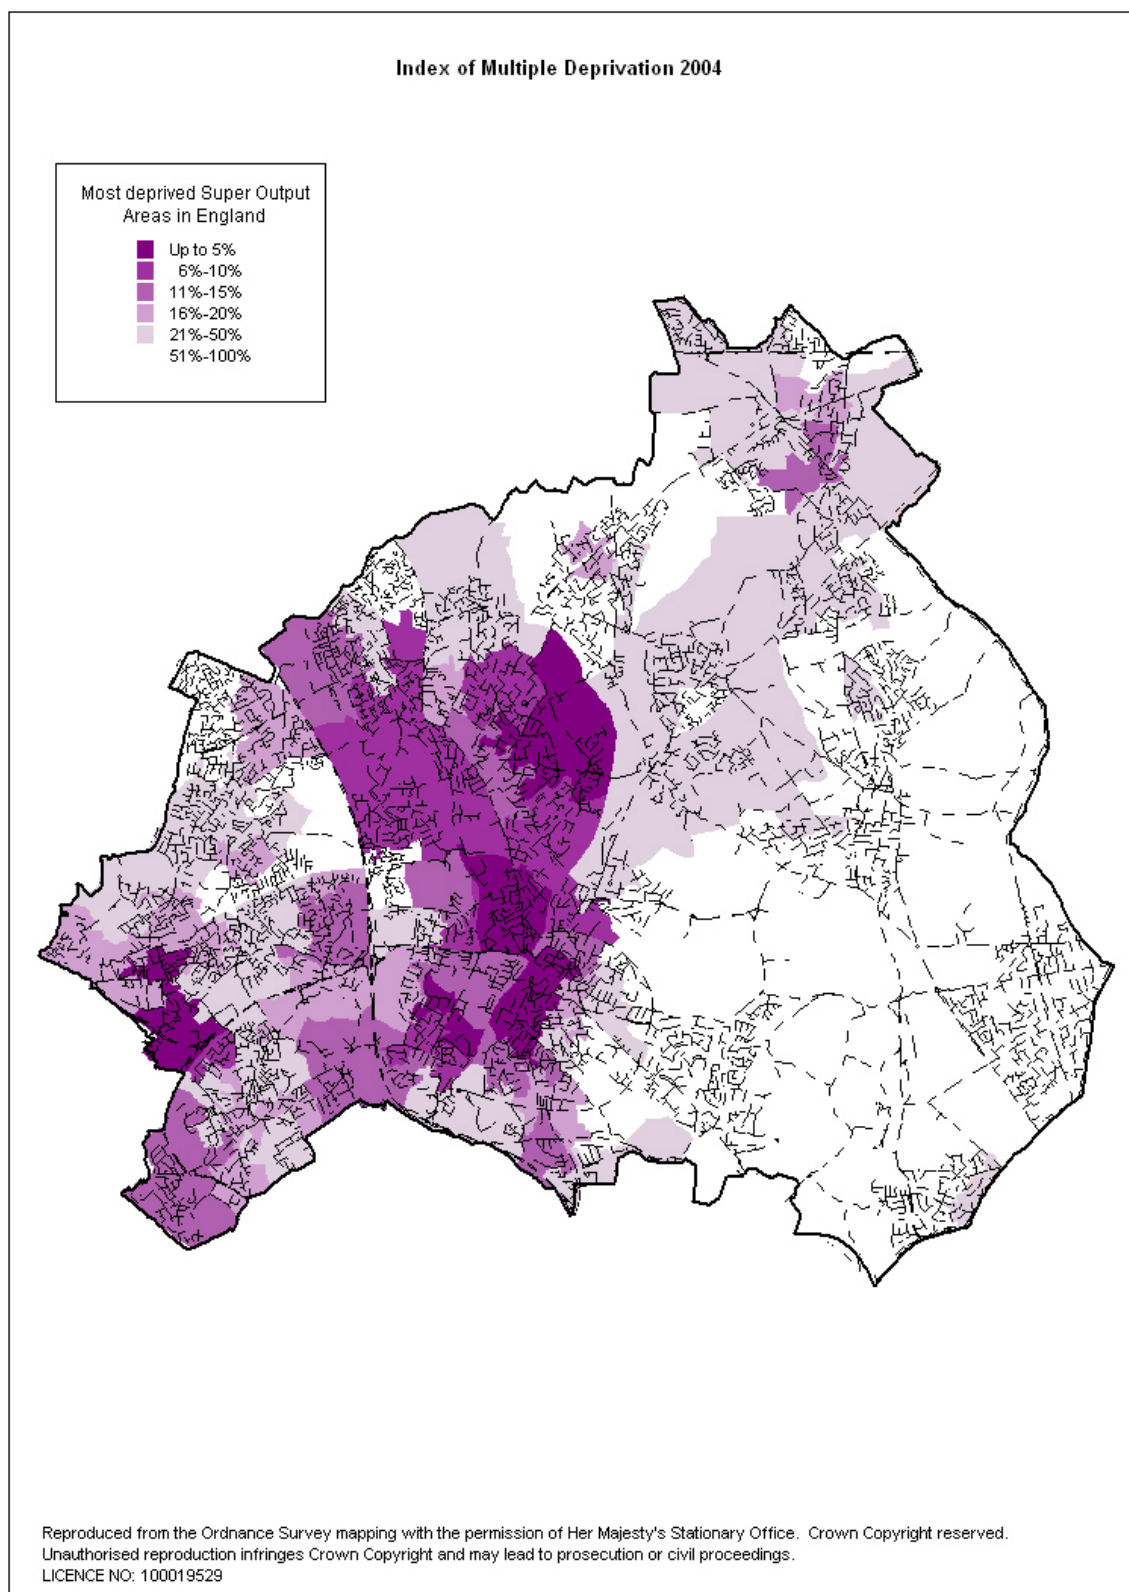 Index of Multiple Deprivation 2004
Most deprived Super Output
Areas in England
Up to 5%
6%-10%
11%-15%
16%-20%
21%-50%
51%-100%
Reproduced from the Ordnance Survey mapping with the permission of Her Majesty's Stationary Office. Crown Copyright reserved.
Unauthorised reproduction infringes Crown Copyright and may lead to prosecution or civil proceedings.
LICENCE NO: 100019529